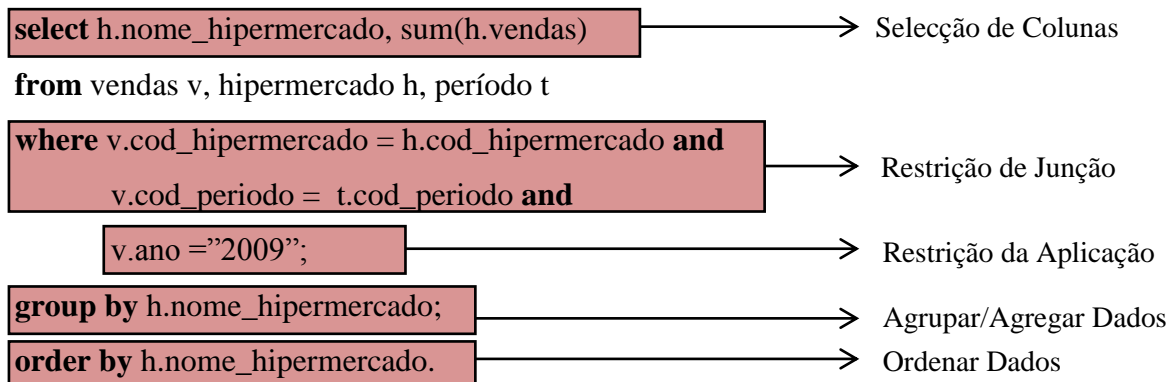 select h.nome_hipermercado, sum(h.vendas)
Selecção de Colunas
from vendas v, hipermercado h, período t
where v.cod_hipermercado = h.cod_hipermercado and
v.cod_periodo = t.cod_periodo and
Restrição de Junção
v.ano =”2009”;
Restrição da Aplicação
group by h.nome_hipermercado;
Agrupar/Agregar Dados
order by h.nome_hipermercado.
Ordenar Dados